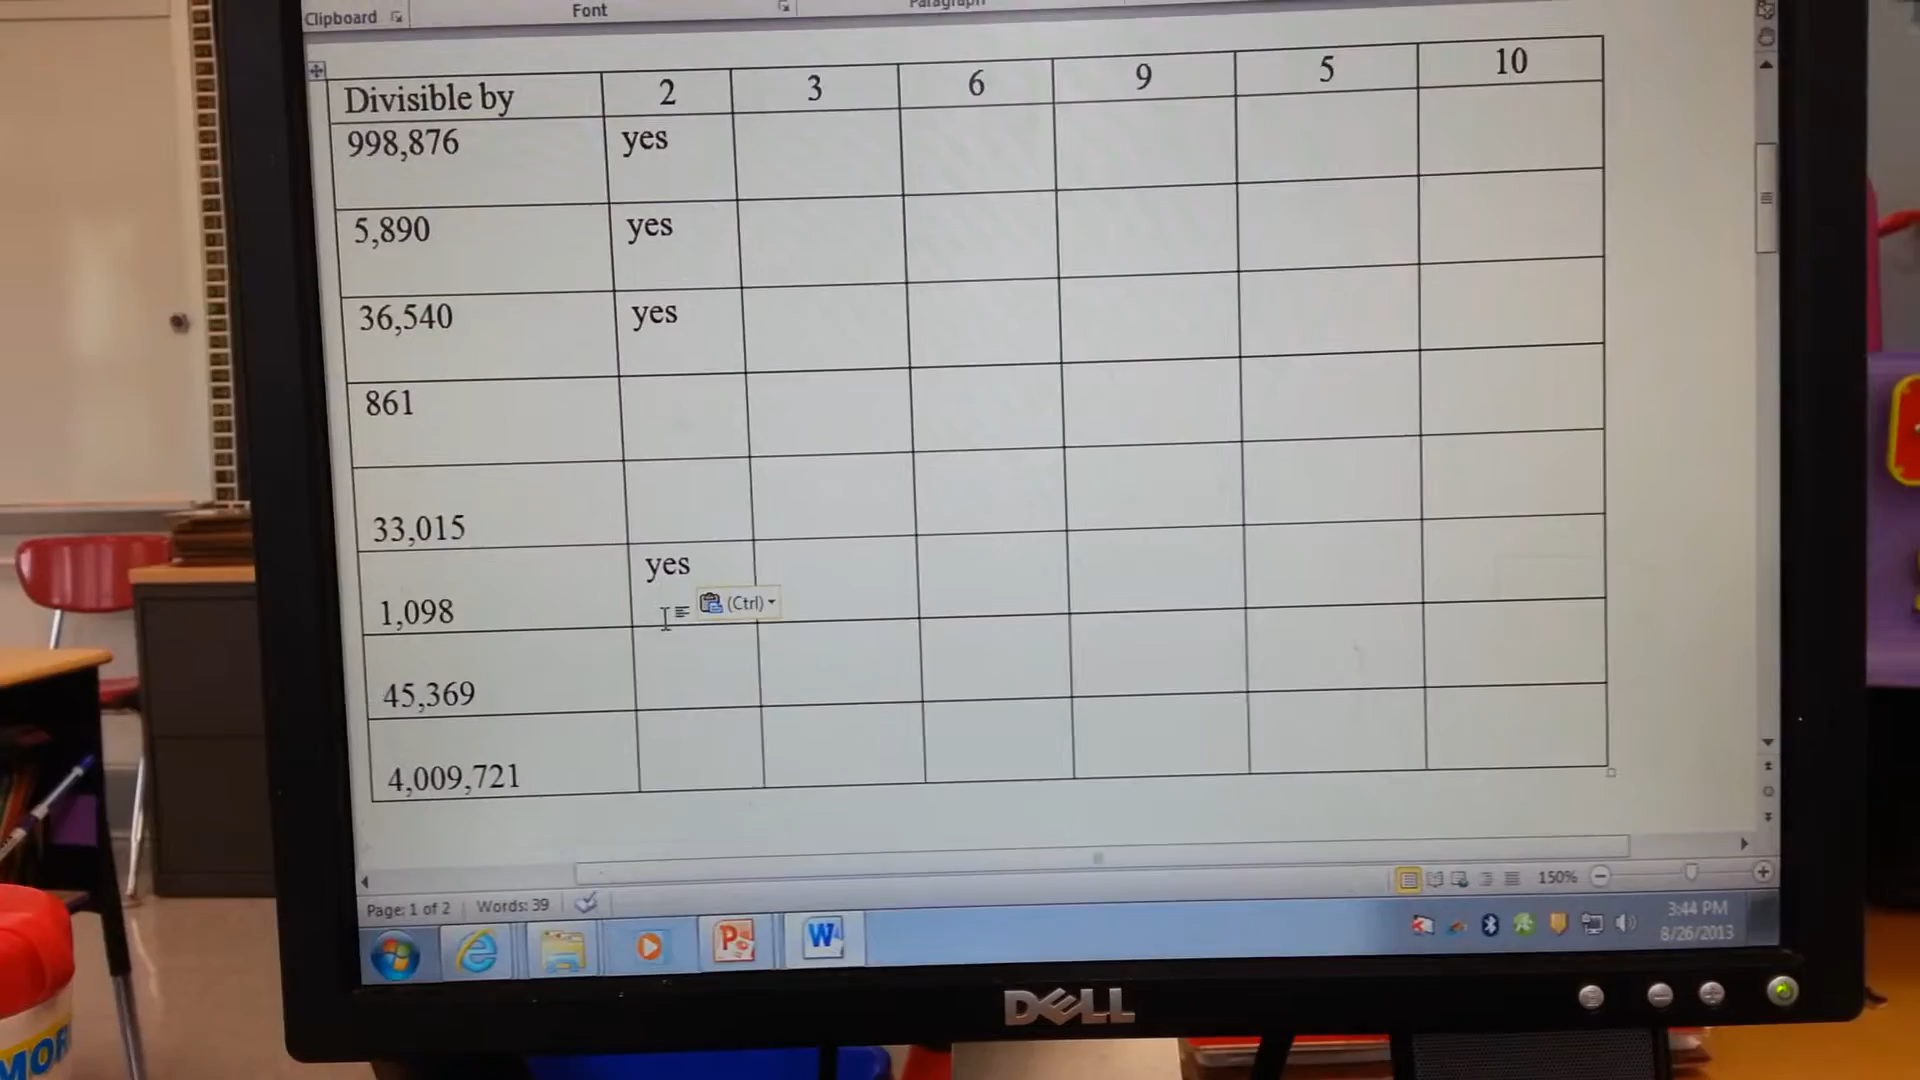 Clipboard Font Paragraph
Divisible by 2 3 6 9 5 10
998,876 yes
5,890 yes
36,540 yes
861
33,015
1,098 yes
(Ctrl)
45,369
4,009,721
150%
Page: 1 of 2 Words: 39
3:44 PM
8/26/2013
DELL
MOR